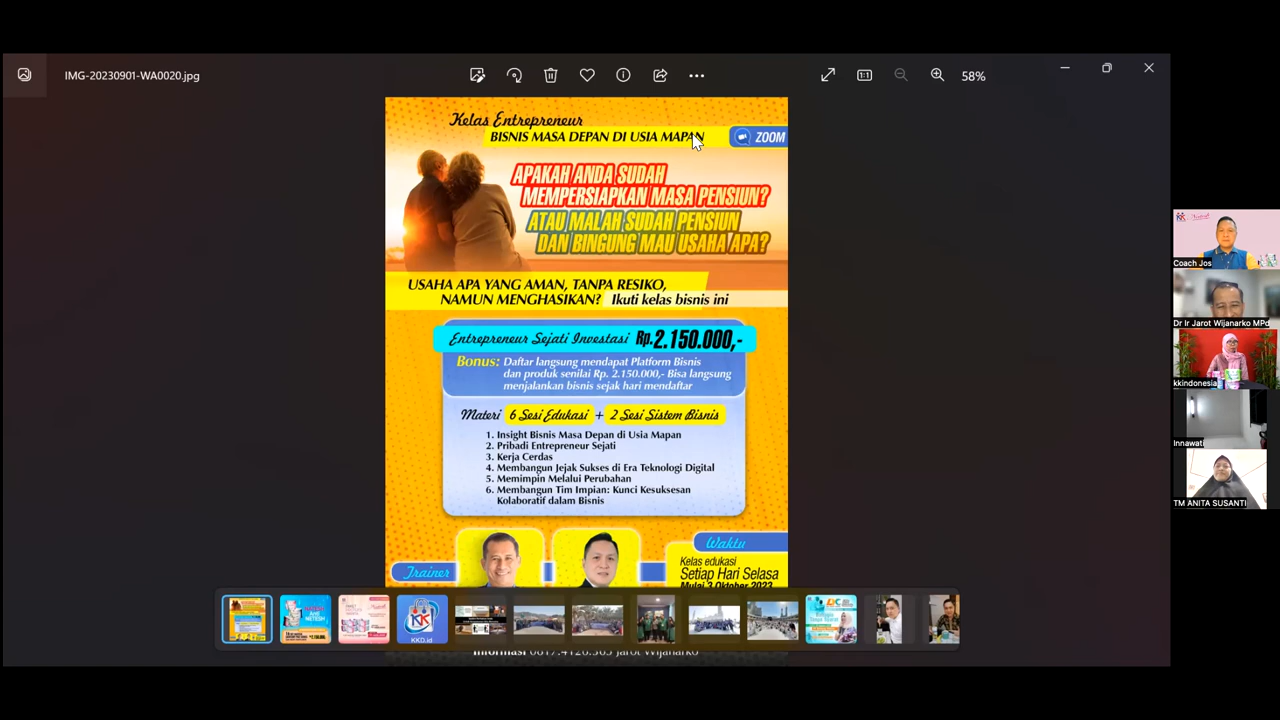 IMG-20230901-WA0020.jpg
58%
Kelas Entrepreneur
BISNIS MASA DEPAN DI USIA MAPAN
ZOOM
APAKAH ANDA SUDAH
MEMPERSIAPKAN MASA PENSIUN?
ATAU MALAH SUDAH PENSIUN
DAN BINGUNG MAU USAHA APA?
USAHA APA YANG AMAN, TANPA RESIKO,
NAMUN MENGHASIKAN? Ikuti kelas bisnis ini
Entrepreneur Sejati Investasi Rp.2.150.000,-
Bonus: Daftar langsung mendapat Platform Bisnis
dan produk senilai Rp. 2.150.000,- Bisa langsung
menjalankan bisnis sejak hari mendaftar
Materi 6 Sesi Edukasi + 2 Sesi Sistem Bisnis
1. Insight Bisnis Masa Depan di Usia Mapan
2. Pribadi Entrepreneur Sejati
3. Kerja Cerdas
4. Membangun Jejak Sukses di Era Teknologi Digital
5. Memimpin Melalui Perubahan
6. Membangun Tim Impian: Kunci Kesuksesan
Kolaboratif dalam Bisnis
Trainer
Waktu
Kelas edukasi
Setiap Hari Selasa
Mulai 3 Oktober 2023
KKO.id
Informasi 0817.4128.363 Jarot Wijanarko
Coach Jos
Dr Ir Jarot Wijanarko MPd
kkindonesia
Innawati
TM ANITA SUSANTI